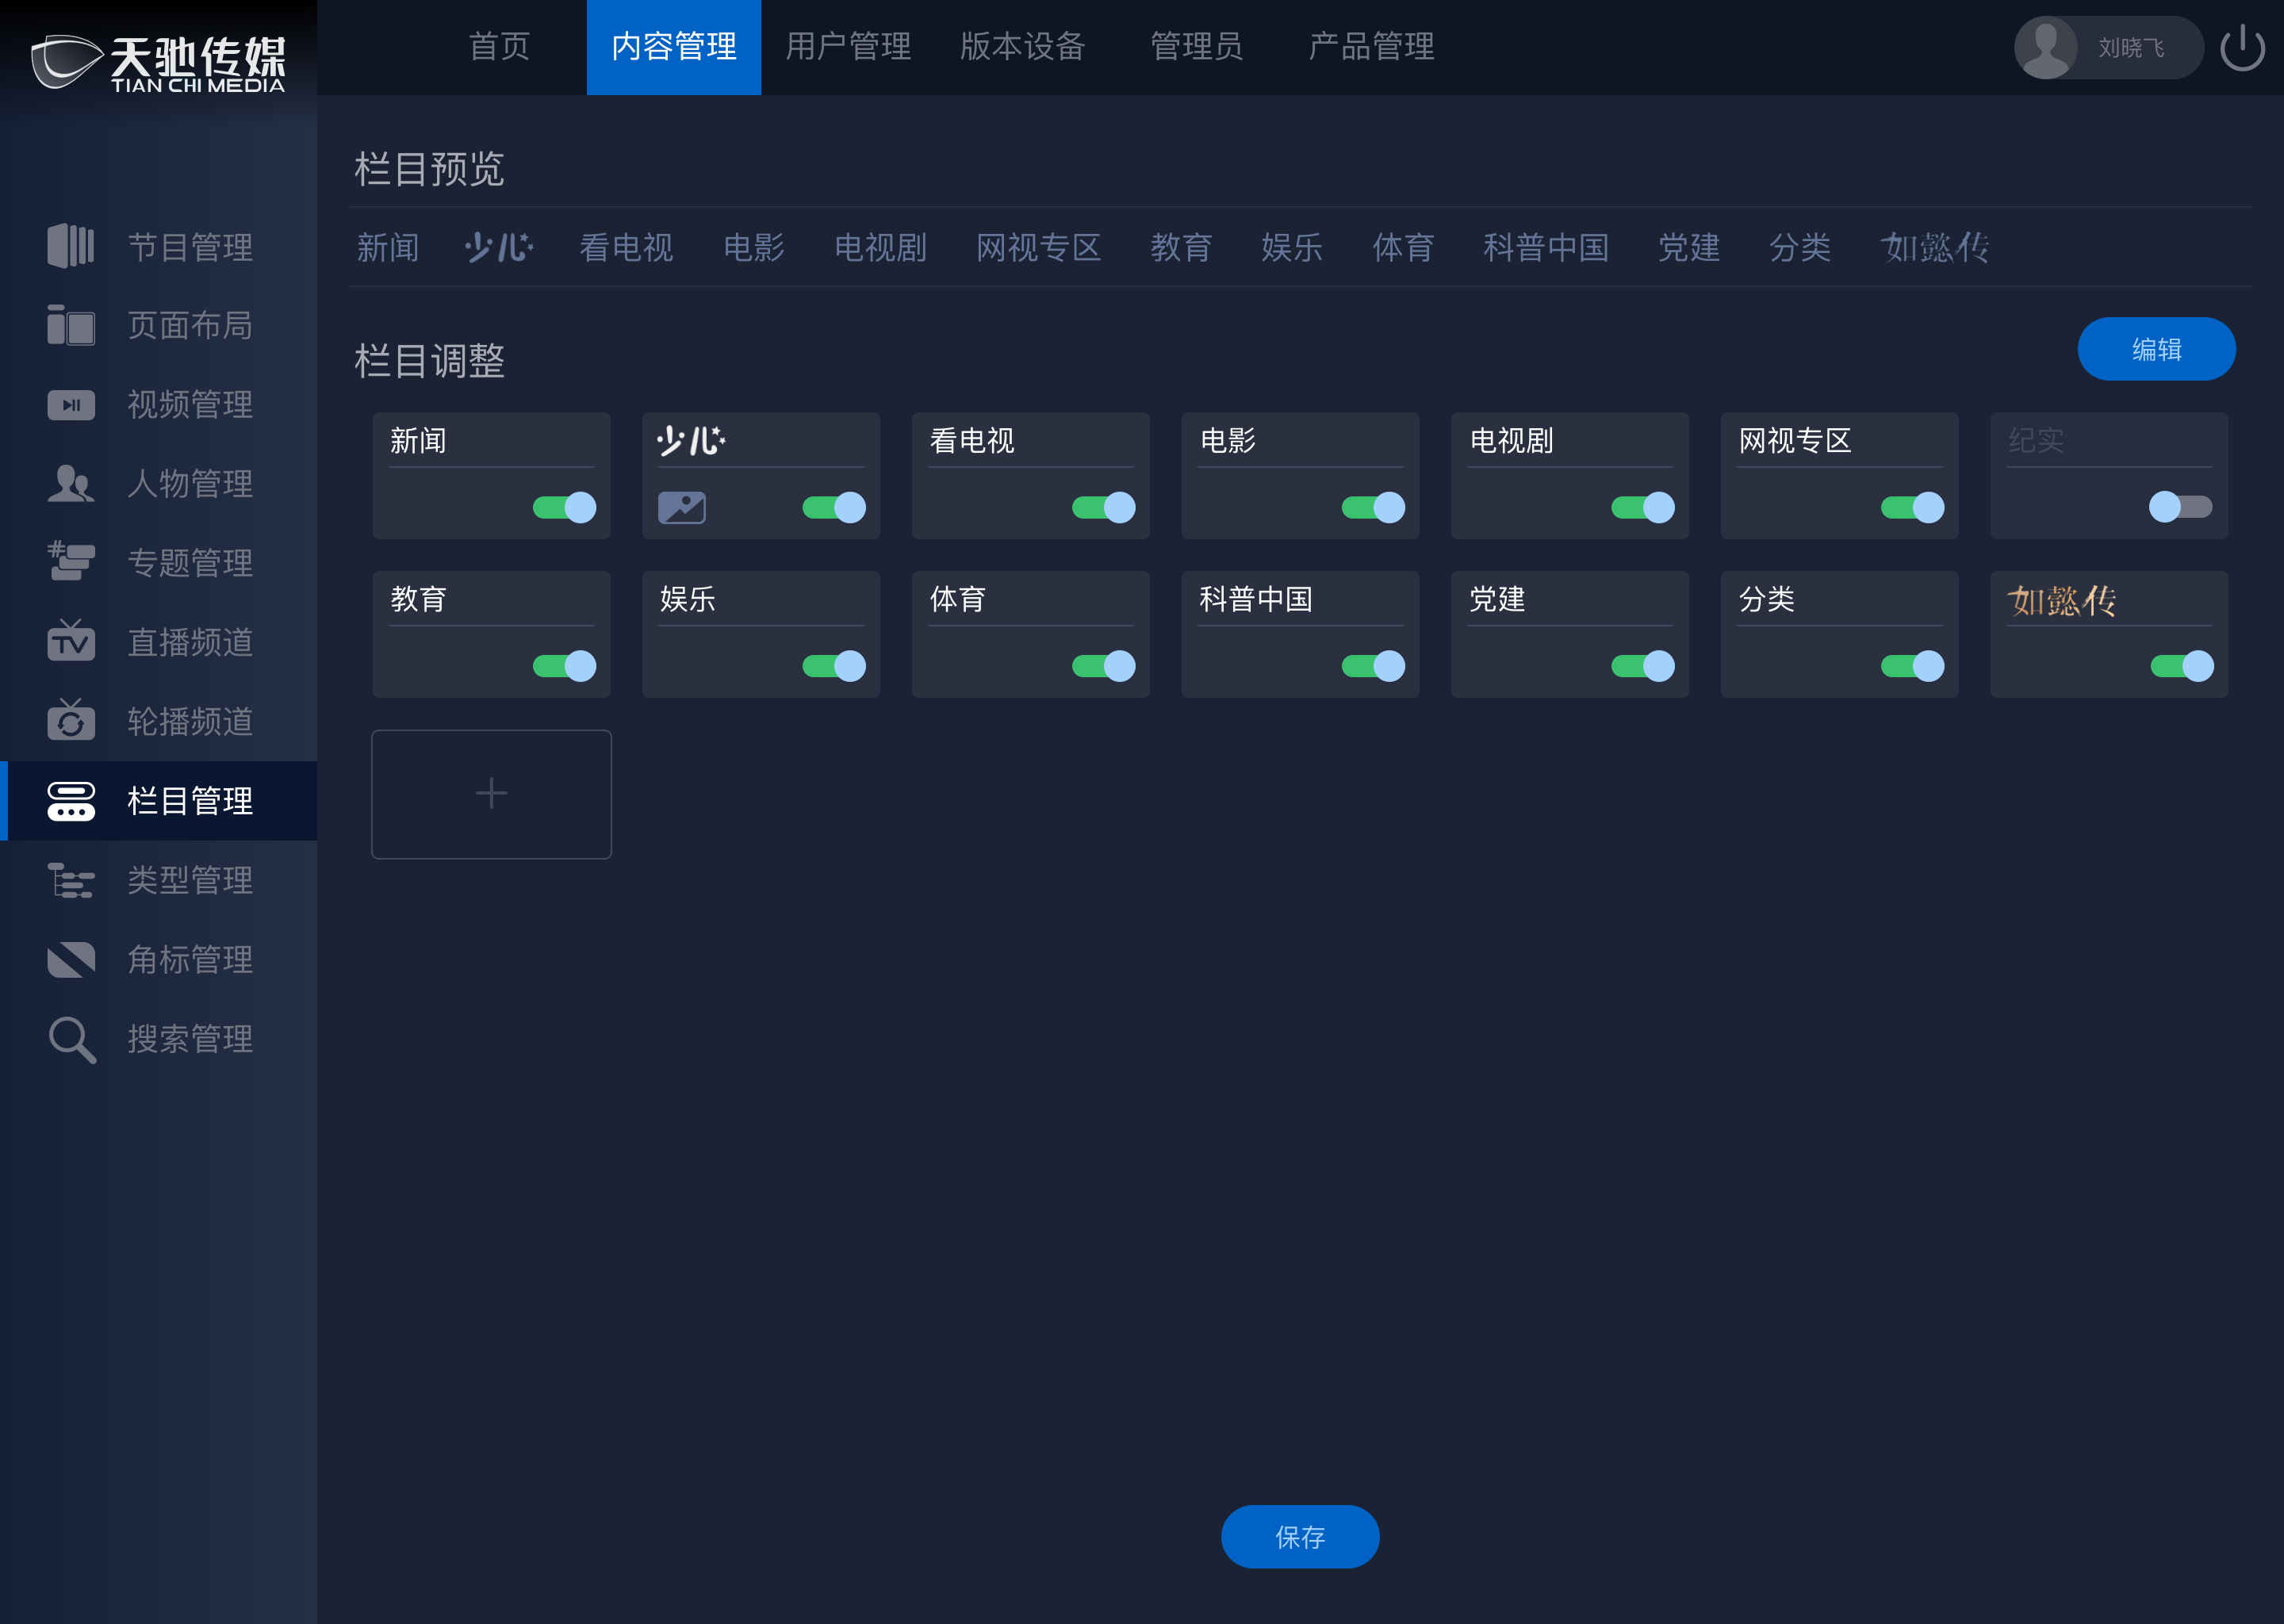 天驰传媒
TIAN CHI MEDIA
首页 内容管理 用户管理 版本设备 管理员 产品管理
刘晓飞
节目管理
页面布局
视频管理
人物管理
# 专题管理
TV 直播频道
轮播频道
栏目管理
类型管理
角标管理
搜索管理
栏目预览
新闻 少儿 看电视 电影 电视剧 网视专区 教育 娱乐 体育 科普中国 党建 分类 如懿传
栏目调整
编辑
新闻 少儿 看电视 电影 电视剧 网视专区 纪实
教育 娱乐 体育 科普中国 党建 分类 如懿传
保存